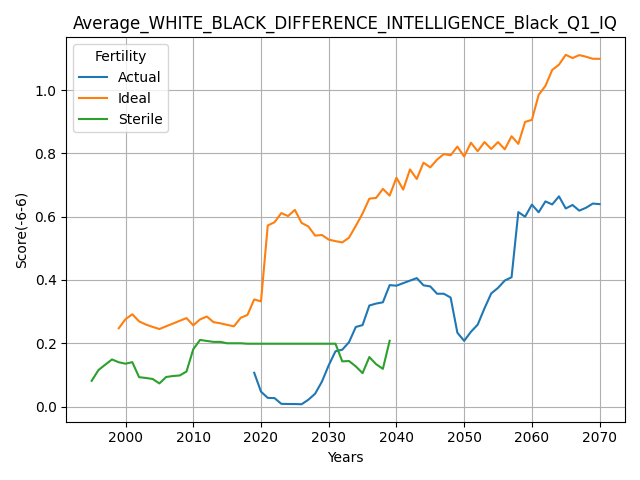 Average_WHITE_BLACK_DIFFERENCE_INTELLIGENCE_Black_Q1_IQ
Fertility
Actual
Ideal
Sterile
Score(-6-6)
1.0
0.8
0.6
0.4
0.2
0.0
2000 2010 2020 2030 2040 2050 2060 2070
Years